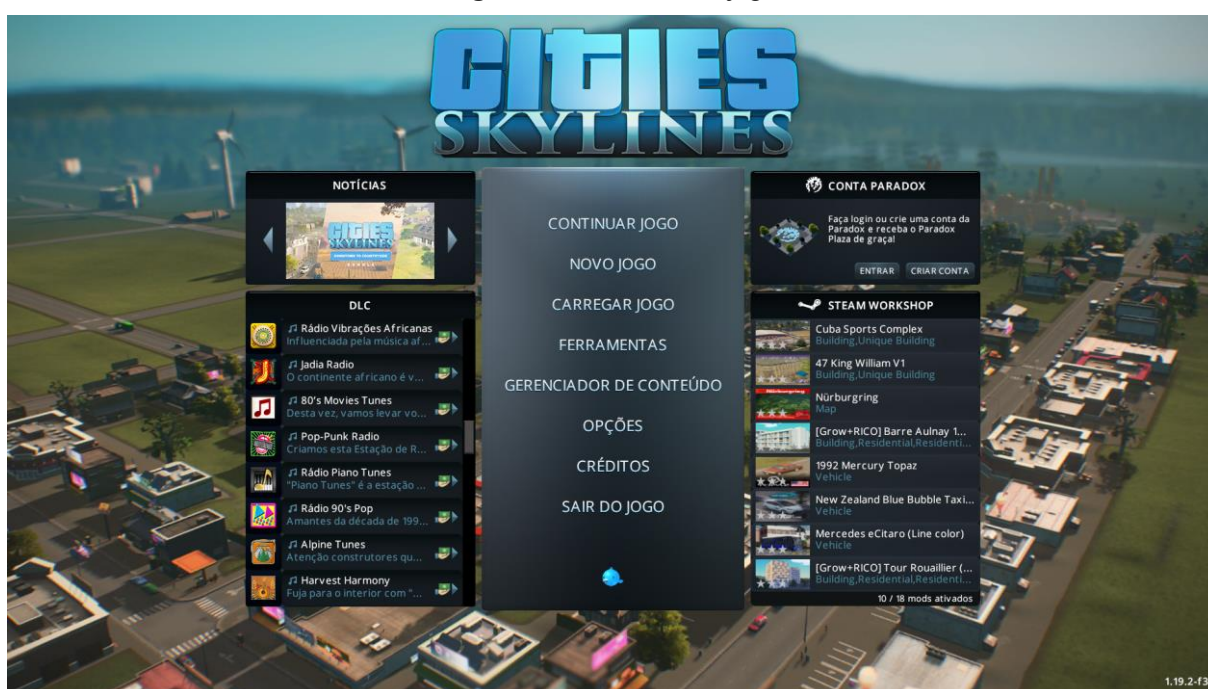 CITIES
SKYLINES
NOTÍCIAS
CITIES
SKYLINES
DLC
Rádio Vibrações Africanas
Influenciada pela música af...
Jadia Radio
O continente africano é v...
80's Movies Tunes
Desta vez, vamos levar vo...
Pop-Punk Radio
Criamos esta Estação de R...
Rádio Piano Tunes
"Piano Tunes" é a estação ...
Rádio 90's Pop
Amantes da década de 199...
Alpine Tunes
Atenção construtores qu...
Harvest Harmony
Fuja para o interior com "...
CONTINUAR JOGO
NOVO JOGO
CARREGAR JOGO
FERRAMENTAS
GERENCIADOR DE CONTEÚDO
OPÇÕES
CRÉDITOS
SAIR DO JOGO
CONTA PARADOX
Faça login ou crie uma conta da
Paradox e receba o Paradox
Plaza de graça!
ENTRAR CRIAR CONTA
STEAM WORKSHOP
Cuba Sports Complex
Building,Unique Building
47 King William V1
Building,Unique Building
Nürburgring
Map
[Grow+RICO] Barre Aulnay 1...
Building,Residential,Residenti...
1992 Mercury Topaz
Vehicle
New Zealand Blue Bubble Taxi...
Vehicle
Mercedes eCitaro (Line color)
Vehicle
[Grow+RICO] Tour Rouaillier (...
Building,Residential,Residenti...
10 / 18 mods ativados
1.19.2-f3